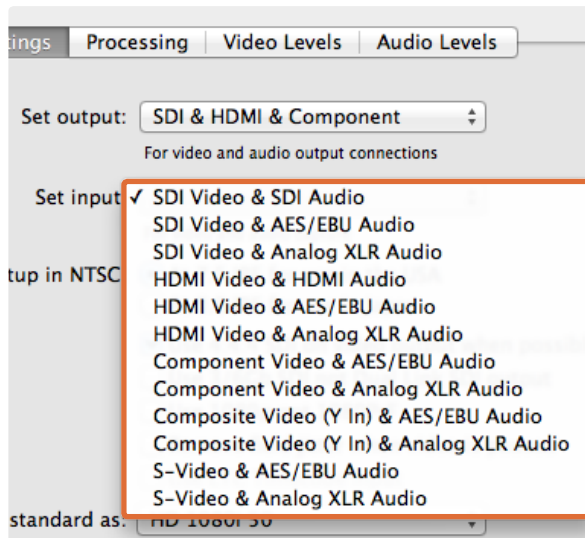 ings Processing Video Levels Audio Levels
Set output: SDI & HDMI & Component
For video and audio output connections
Set input ✓ SDI Video & SDI Audio
SDI Video & AES/EBU Audio
SDI Video & Analog XLR Audio
tup in NTSC
HDMI Video & HDMI Audio
HDMI Video & AES/EBU Audio
HDMI Video & Analog XLR Audio
Component Video & AES/EBU Audio
Component Video & Analog XLR Audio
Composite Video (Y In) & AES/EBU Audio
Composite Video (Y In) & Analog XLR Audio
S-Video & AES/EBU Audio
S-Video & Analog XLR Audio
standard as: